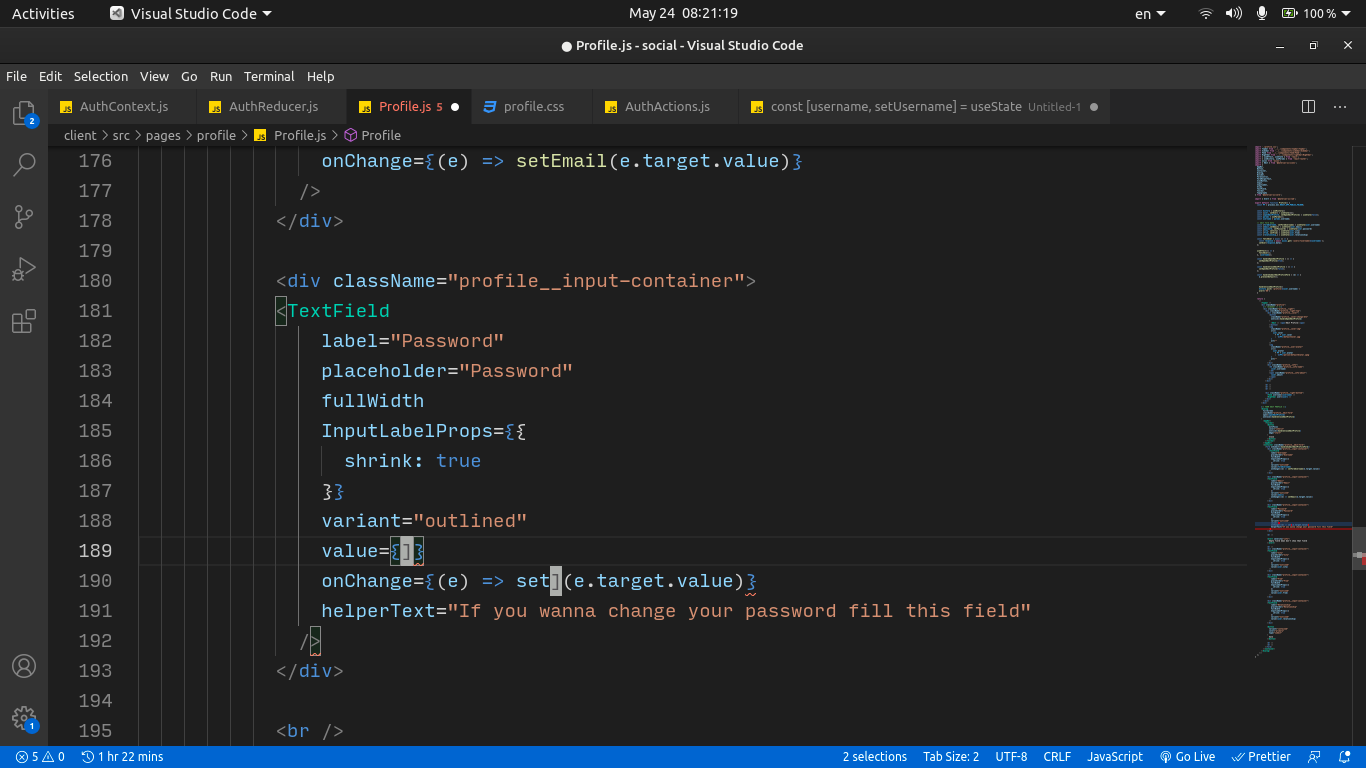 Activities Visual Studio Code May 24 08:21:19 en 100 %
Profile.js - social - Visual Studio Code
File Edit Selection View Go Run Terminal Help
JS AuthContext.js JS AuthReducer.js JS Profile.js 5 profile.css JS AuthActions.js JS const [username, setUsername] = useState Untitled-1
client > src > pages > profile > JS Profile.js > Profile
176 onChange={(e) => setEmail(e.target.value)}
177 />
178 </div>
179
180 <div className="profile__input-container">
181 <TextField
182 label="Password"
183 placeholder="Password"
184 fullWidth
185 InputLabelProps={{
186 shrink: true
187 }}
188 variant="outlined"
189 value={]}
190 onChange={(e) => set](e.target.value)}
191 helperText="If you wanna change your password fill this field"
192 />
193 </div>
194
195 <br />
2
1
5 0 1 hr 22 mins 2 selections Tab Size: 2 UTF-8 CRLF JavaScript Go Live Prettier